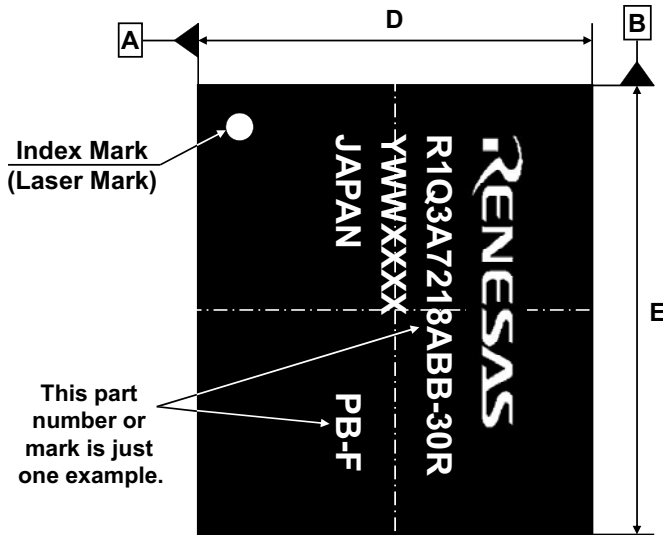 A
D
B
Index Mark
(Laser Mark)
RENESAS
R1Q3A7218ABB-30R
YWWXXXX
JAPAN
PB-F
E
This part
number or
mark is just
one example.